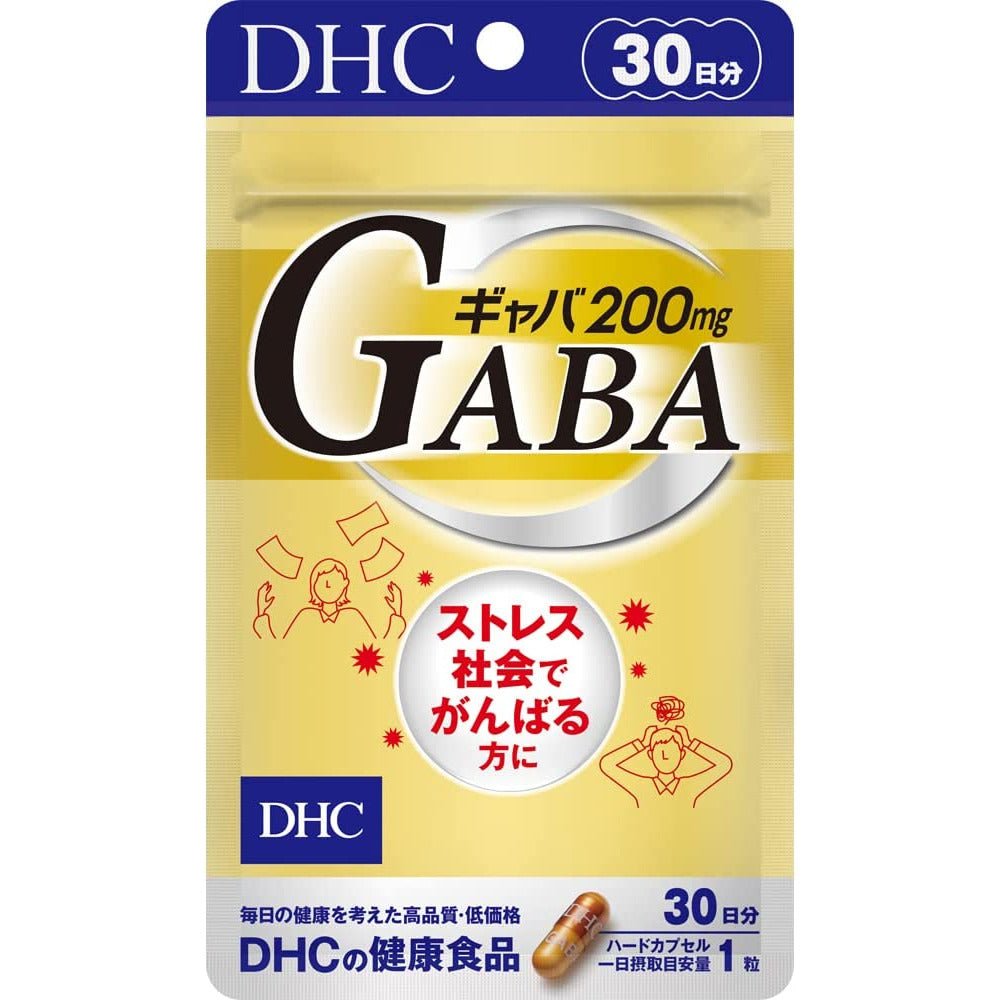 DHC
30日分
ギャバ200mg
GABA
ストレス
社会で
がんばる
方に
DHC
毎日の健康を考えた高品質・低価格
DHCの健康食品
DHC
GABA
30日分
ハードカプセル
一日摂取目安量 1粒